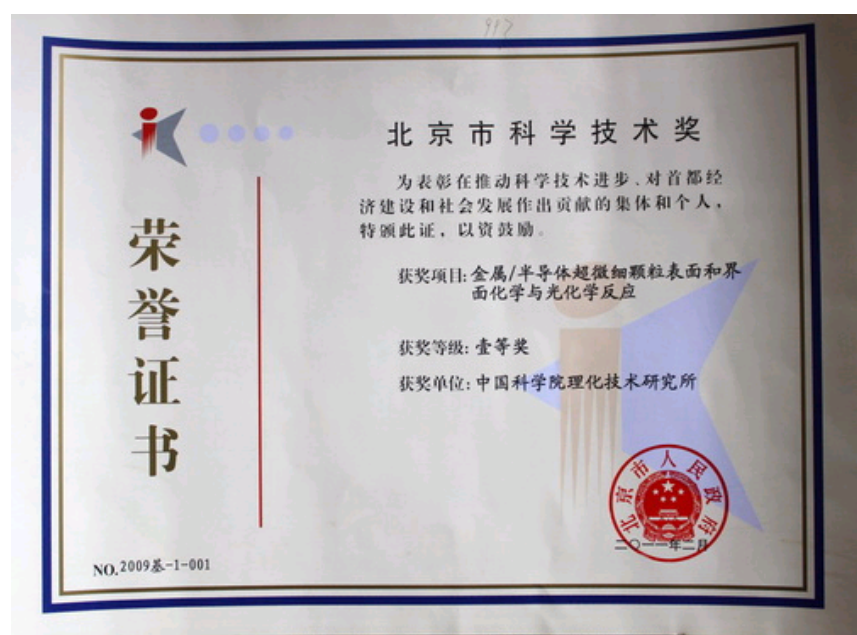 917
北京市科学技术奖
为表彰在推动科学技术进步、对首都经
济建设和社会发展作出贡献的集体和个人，
特颁此证，以资鼓励。
获奖项目: 金属/半导体超微细颗粒表面和界
面化学与光化学反应
获奖等级: 壹等奖
获奖单位: 中国科学院理化技术研究所
北京市人民政府
二〇一一年二月
荣
誉
证
书
NO.2009基-1-001